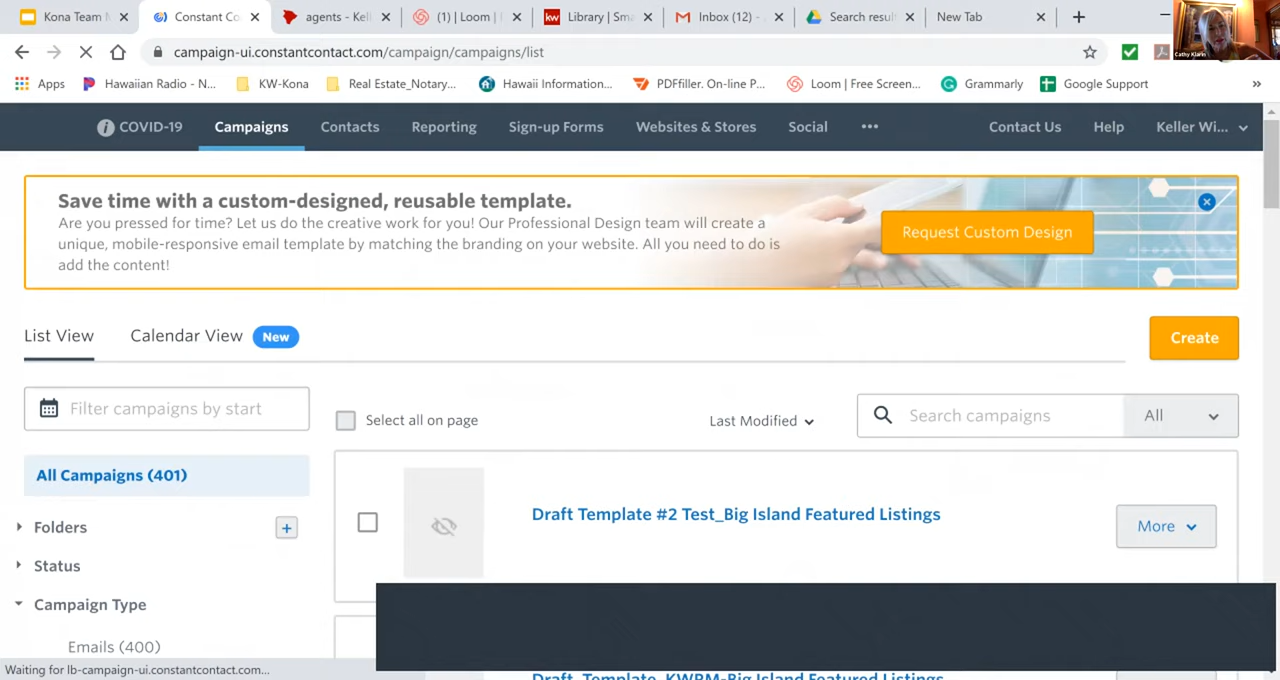 Kona Team M
Constant Co
agents - Kell
(1) | Loom | F
Library | Sma
Inbox (12) -
Search resul
New Tab
Cathy Klarin
campaign-ui.constantcontact.com/campaign/campaigns/list
Apps
Hawaiian Radio - N...
KW-Kona
Real Estate_Notary...
Hawaii Information...
PDFfiller. On-line P...
Loom | Free Screen...
Grammarly
Google Support
»
COVID-19
Campaigns
Contacts
Reporting
Sign-up Forms
Websites & Stores
Social
•••
Contact Us
Help
Keller Wi...
Save time with a custom-designed, reusable template.
Are you pressed for time? Let us do the creative work for you! Our Professional Design team will create a
unique, mobile-responsive email template by matching the branding on your website. All you need to do is
add the content!
Request Custom Design
List View
Calendar View
New
Create
Filter campaigns by start
Select all on page
Last Modified
Search campaigns
All
All Campaigns (401)
Draft Template #2 Test_Big Island Featured Listings
More
Folders
+
Status
Campaign Type
Emails (400)
Waiting for lb-campaign-ui.constantcontact.com...
Draft_Template_KWRM-Big Island Featured Listings